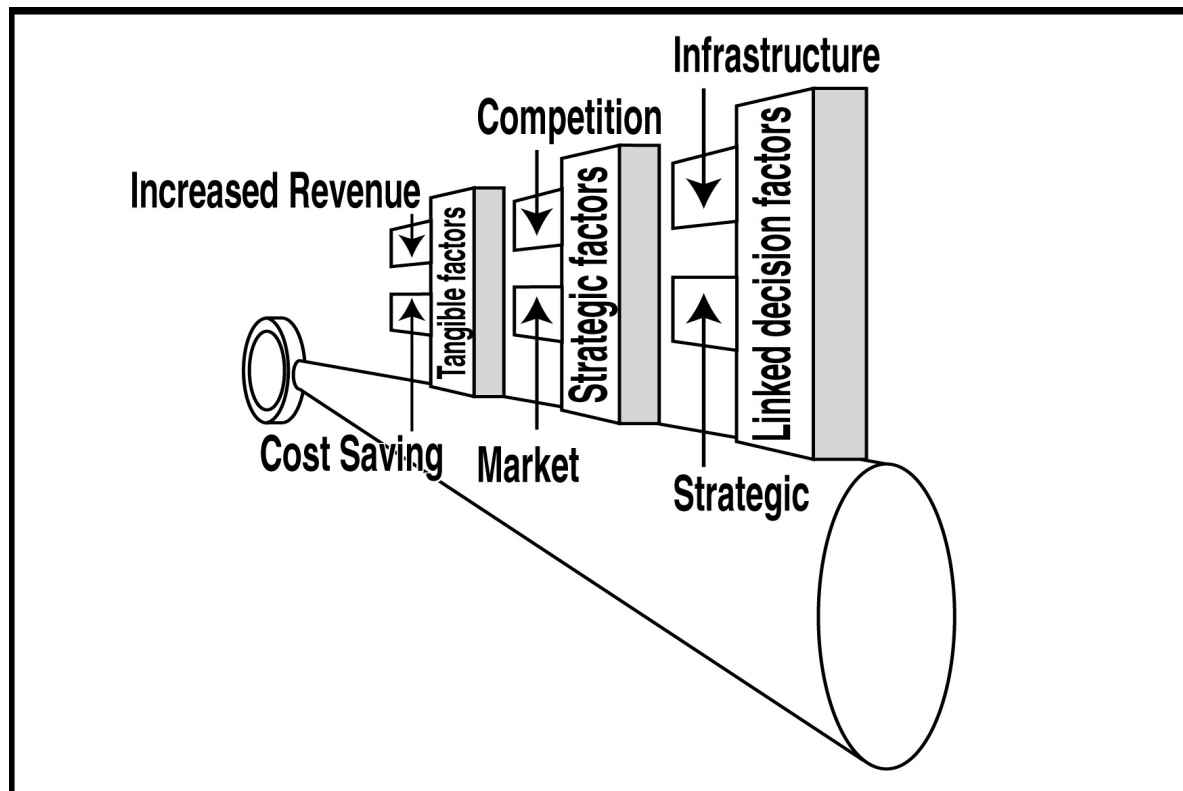 Infrastructure
Competition
Increased Revenue
Tangible factors
Strategic factors
Linked decision factors
Cost Saving
Market
Strategic